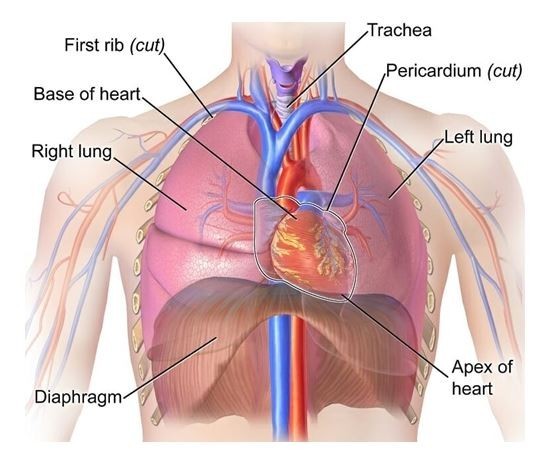 Trachea
First rib (cut)
Pericardium (cut)
Base of heart
Left lung
Right lung
Apex of
heart
Diaphragm